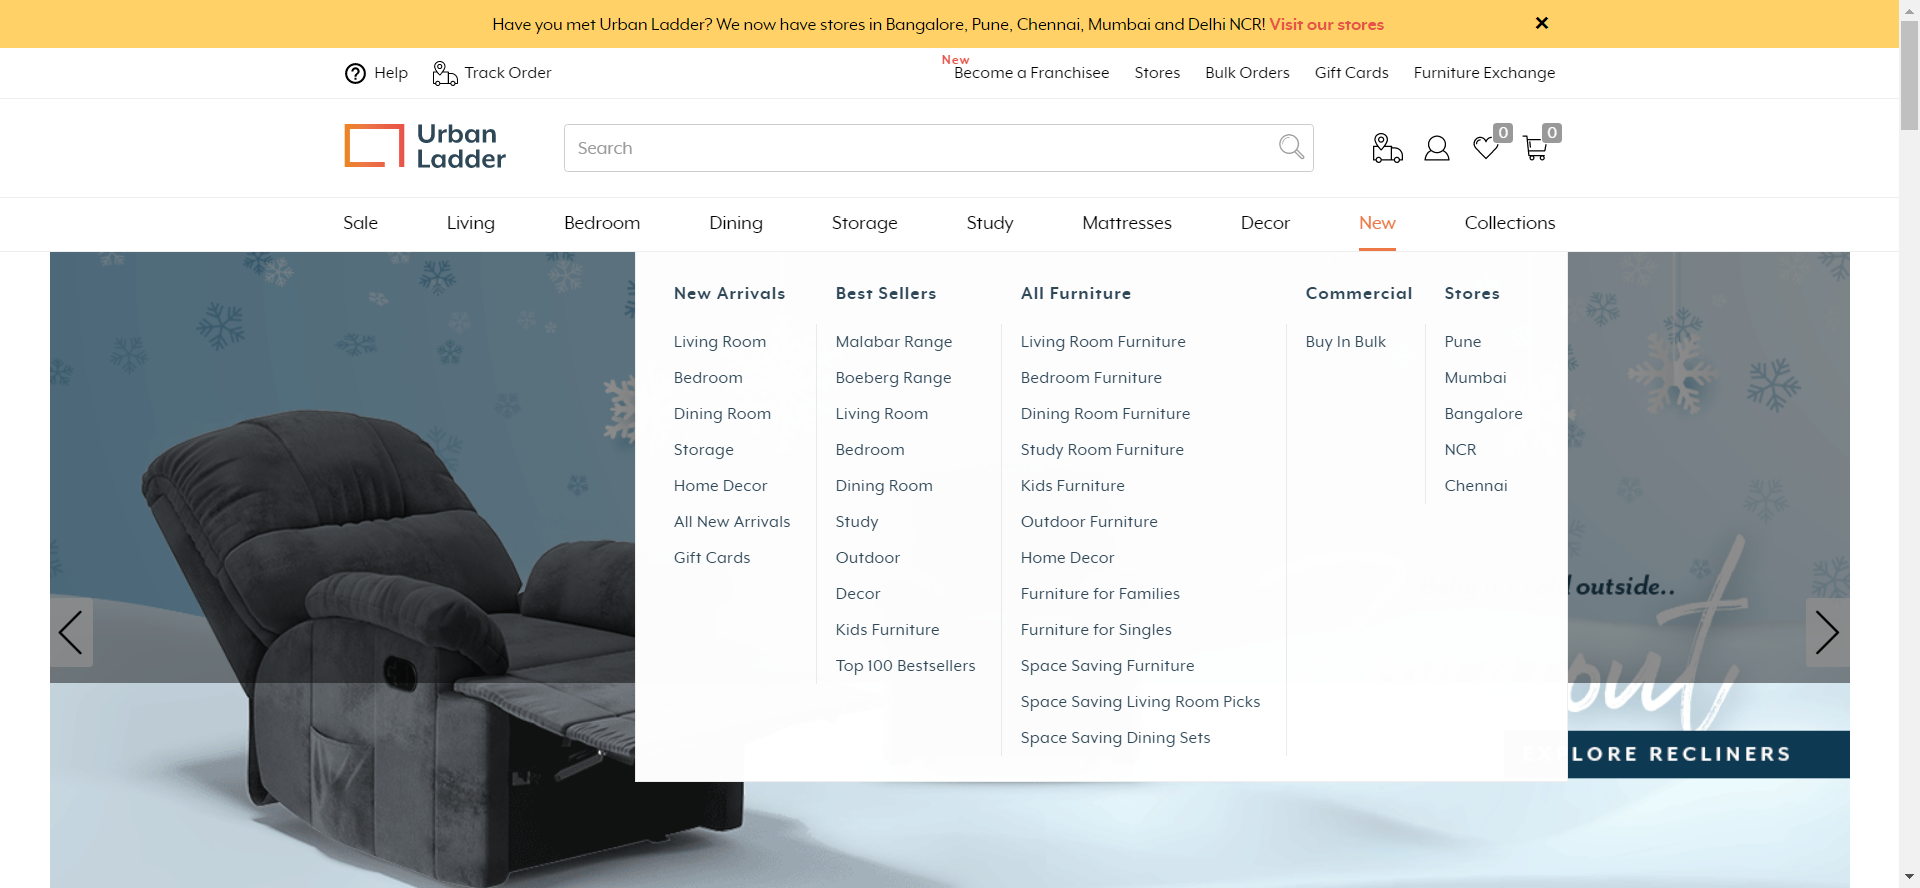 Have you met Urban Ladder? We now have stores in Bangalore, Pune, Chennai, Mumbai and Delhi NCR! Visit our stores
Help
Track Order
New
Become a Franchisee
Stores
Bulk Orders
Gift Cards
Furniture Exchange
Urban
Ladder
Search
0
0
Sale
Living
Bedroom
Dining
Storage
Study
Mattresses
Decor
New
Collections
New Arrivals
Living Room
Bedroom
Dining Room
Storage
Home Decor
All New Arrivals
Gift Cards
Best Sellers
Malabar Range
Boeberg Range
Living Room
Bedroom
Dining Room
Study
Outdoor
Decor
Kids Furniture
Top 100 Bestsellers
All Furniture
Living Room Furniture
Bedroom Furniture
Dining Room Furniture
Study Room Furniture
Kids Furniture
Outdoor Furniture
Home Decor
Furniture for Families
Furniture for Singles
Space Saving Furniture
Space Saving Living Room Picks
Space Saving Dining Sets
Commercial
Buy In Bulk
Stores
Pune
Mumbai
Bangalore
NCR
Chennai
outside..
out
EXPLORE RECLINERS